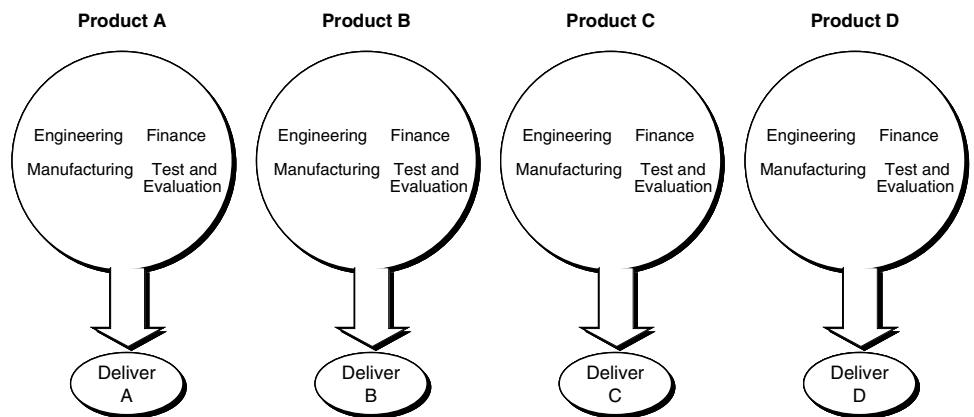 Product A
Product B
Product C
Product D
Engineering Finance
Manufacturing Test and
Evaluation
Engineering Finance
Manufacturing Test and
Evaluation
Engineering Finance
Manufacturing Test and
Evaluation
Engineering Finance
Manufacturing Test and
Evaluation
Deliver
A
Deliver
B
Deliver
C
Deliver
D